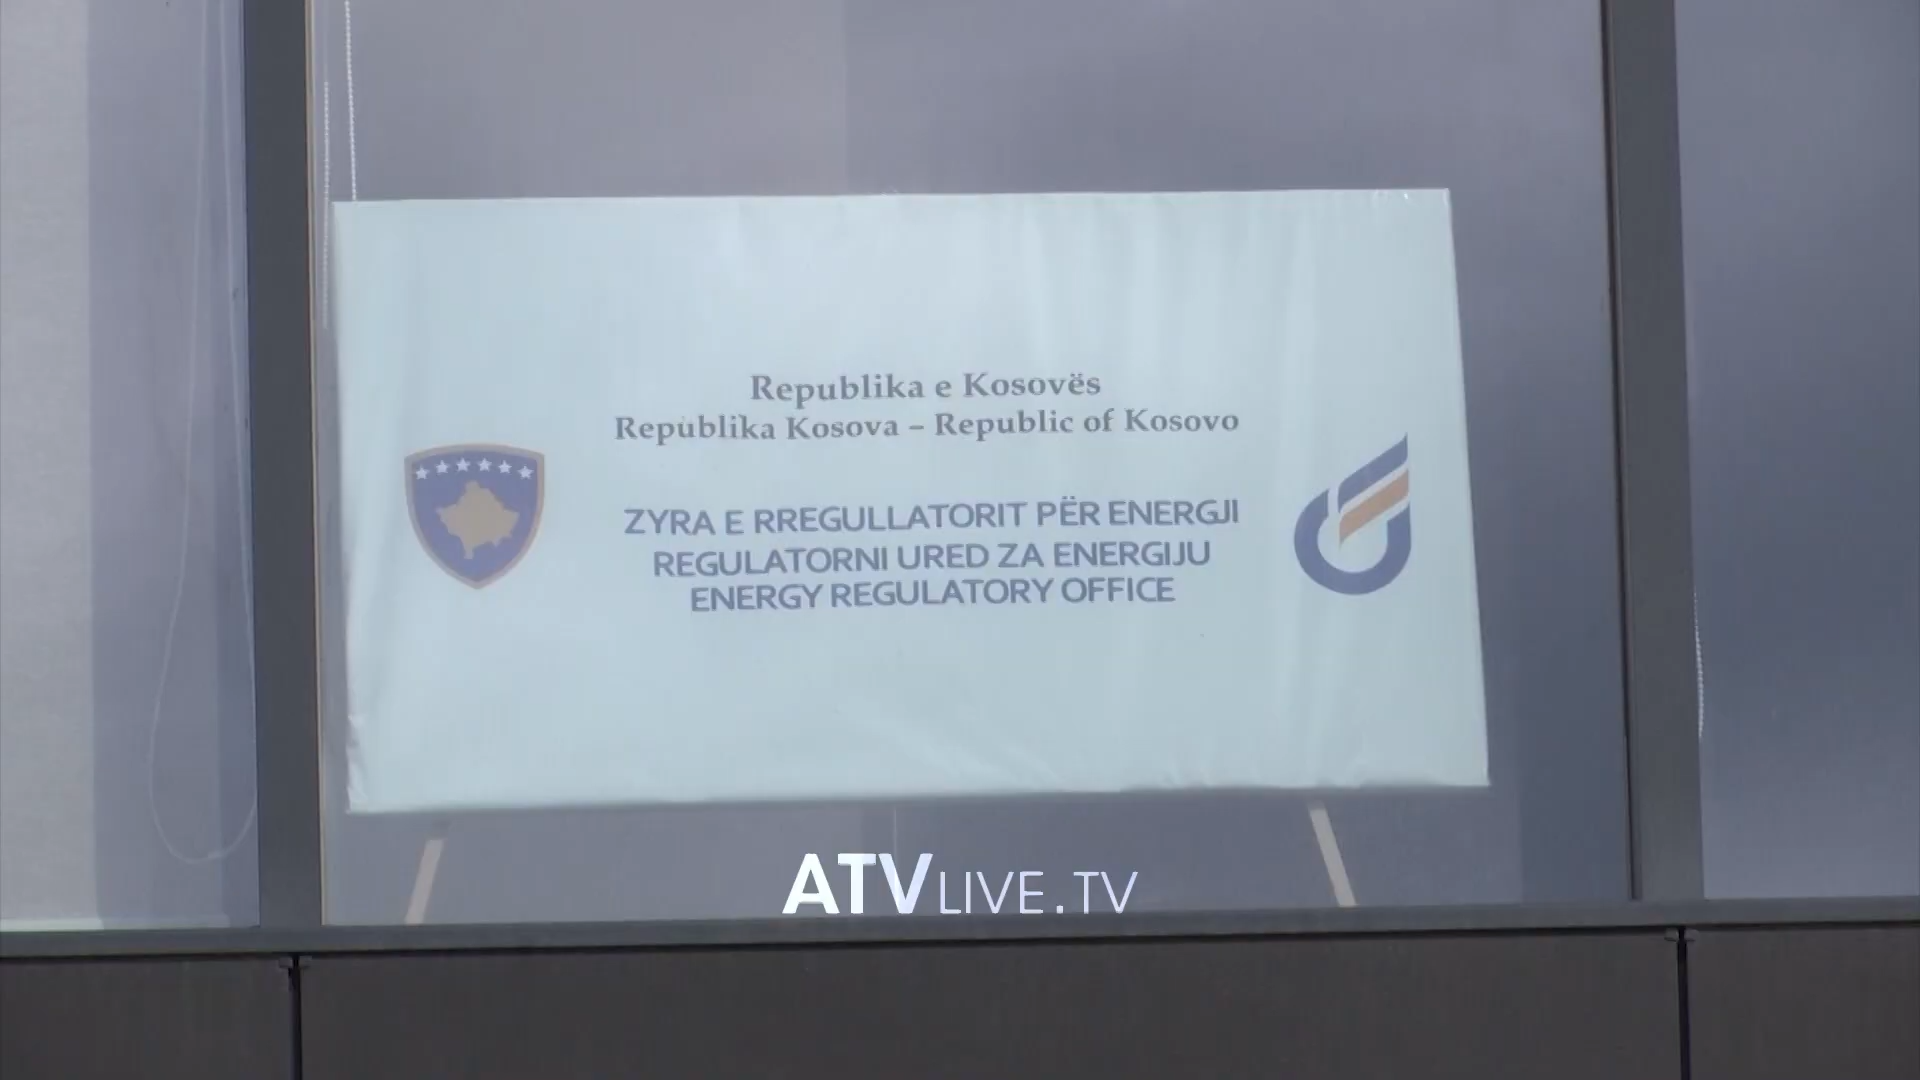 Republika e Kosovës
Republika Kosova – Republic of Kosovo
ZYRA E RREGULLATORIT PËR ENERGJI
REGULATORNI URED ZA ENERGIJU
ENERGY REGULATORY OFFICE
ATVLIVE.TV